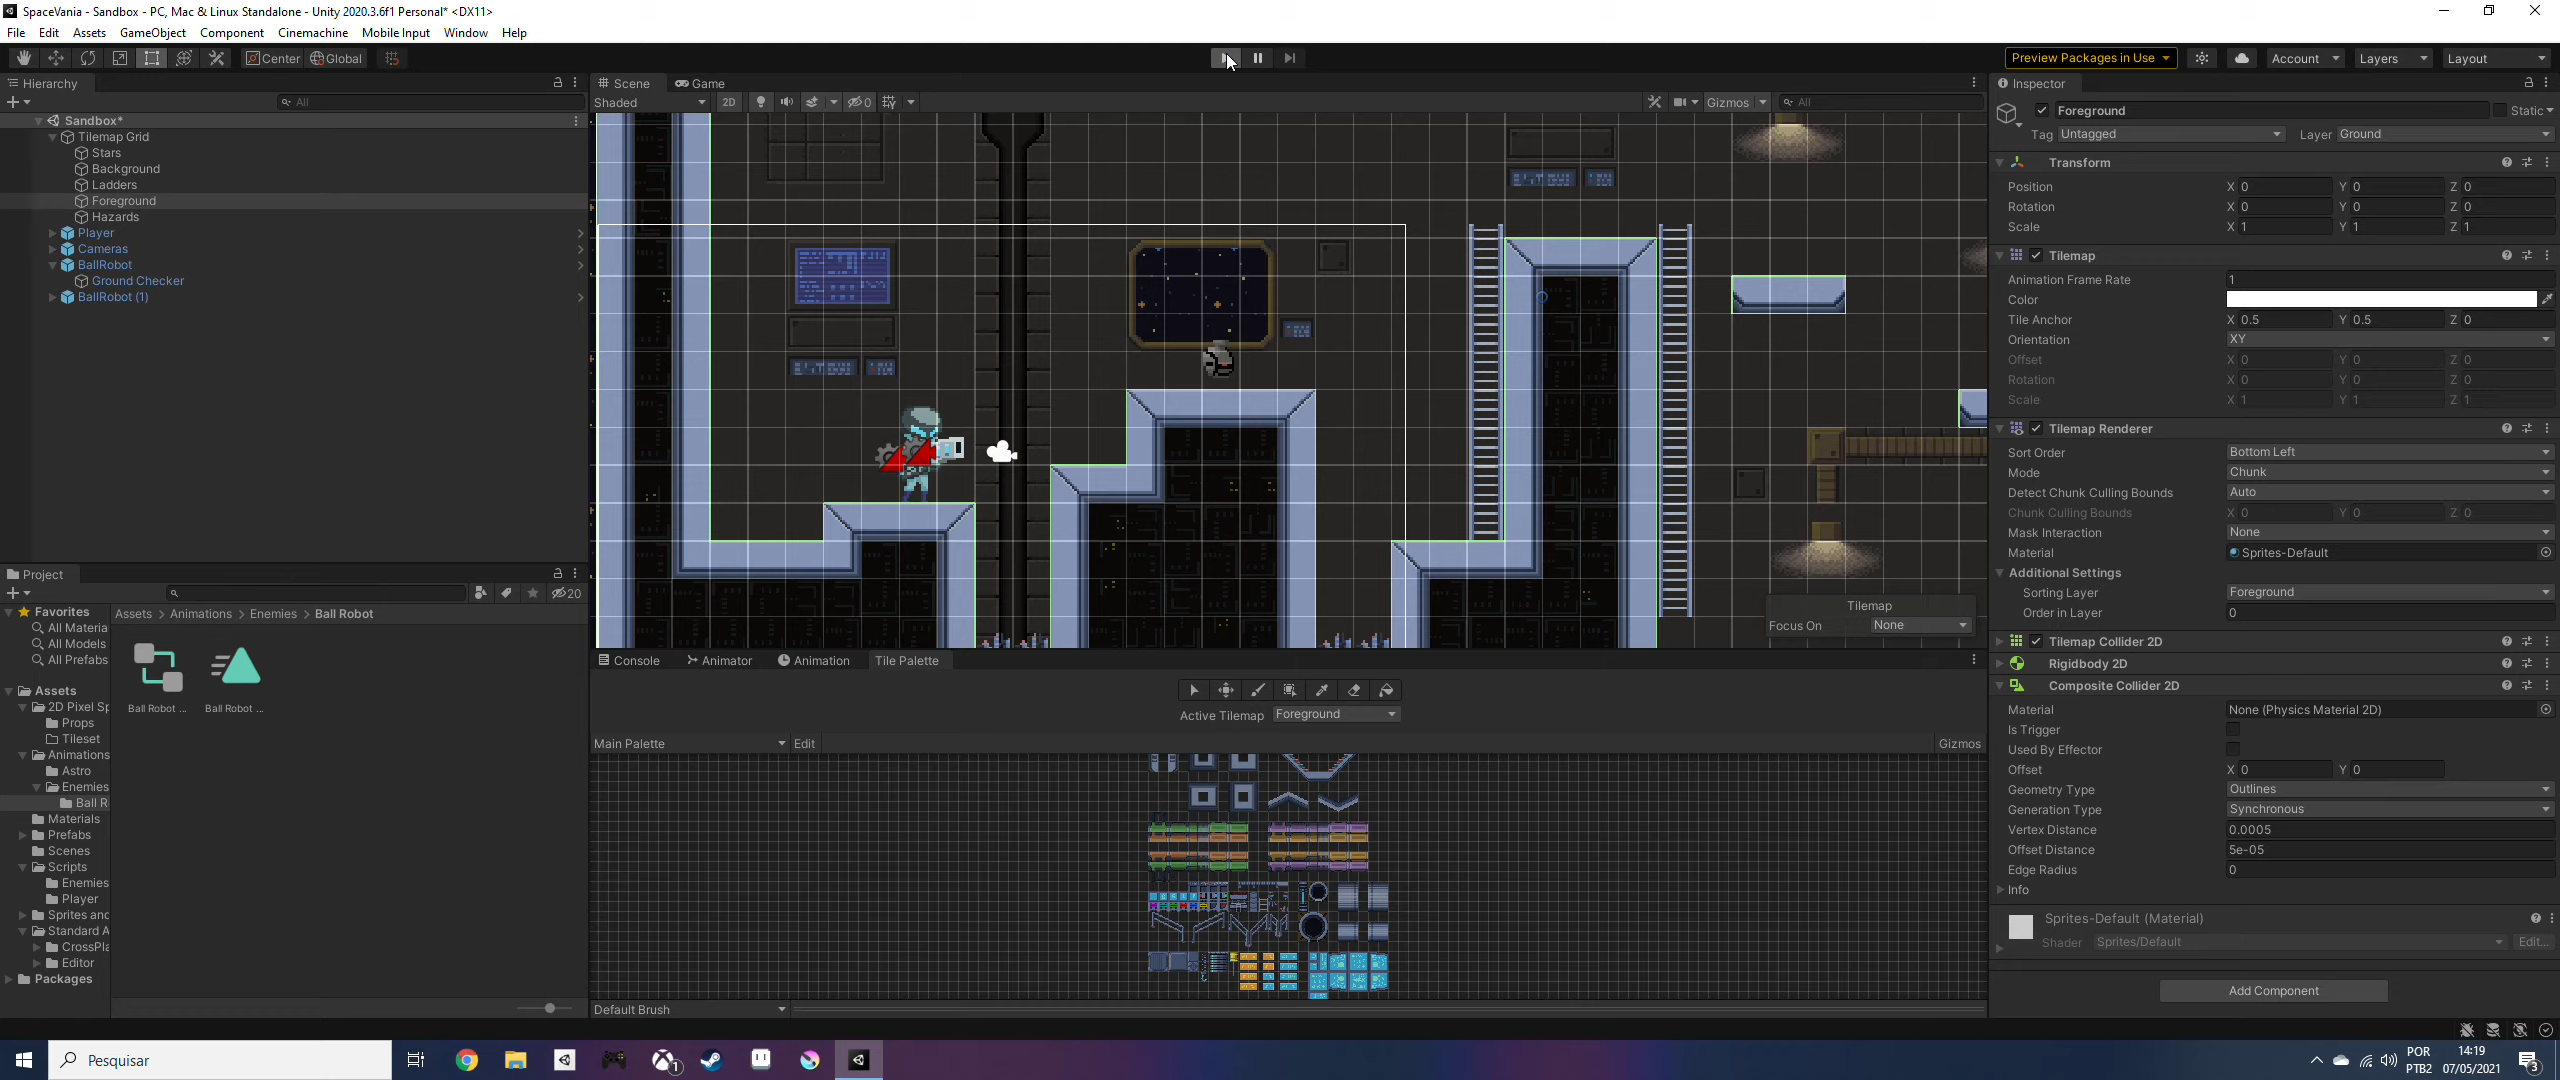 SpaceVania - Sandbox - PC, Mac & Linux Standalone - Unity 2020.3.6f1 Personal* <DX11>
File Edit Assets GameObject Component Cinemachine Mobile Input Window Help
Center Global
Preview Packages in Use Account Layers Layout
Hierarchy
All
Sandbox*
Tilemap Grid
Stars
Background
Ladders
Foreground
Hazards
Player
Cameras
BallRobot
Ground Checker
BallRobot (1)
Scene Game
Shaded 2D 0 Gizmos All
Tilemap
Focus On None
Project
20
Favorites
All Materia
All Models
All Prefabs
Assets
2D Pixel Sp
Props
Tileset
Animations
Astro
Enemies
Ball R
Materials
Prefabs
Scenes
Scripts
Enemies
Player
Sprites and
Standard A
CrossPla
Editor
Packages
Assets > Animations > Enemies > Ball Robot
Ball Robot ... Ball Robot ...
Console Animator Animation Tile Palette
Active Tilemap Foreground
Main Palette Edit Gizmos
Default Brush
Inspector
Foreground Static
Tag Untagged Layer Ground
Transform
Position X 0 Y 0 Z 0
Rotation X 0 Y 0 Z 0
Scale X 1 Y 1 Z 1
Tilemap
Animation Frame Rate 1
Color
Tile Anchor X 0.5 Y 0.5 Z 0
Orientation XY
Offset X 0 Y 0 Z 0
Rotation X 0 Y 0 Z 0
Scale X 1 Y 1 Z 1
Tilemap Renderer
Sort Order Bottom Left
Mode Chunk
Detect Chunk Culling Bounds Auto
Chunk Culling Bounds X 0 Y 0 Z 0
Mask Interaction None
Material Sprites-Default
Additional Settings
Sorting Layer Foreground
Order in Layer 0
Tilemap Collider 2D
Rigidbody 2D
Composite Collider 2D
Material None (Physics Material 2D)
Is Trigger
Used By Effector
Offset X 0 Y 0
Geometry Type Outlines
Generation Type Synchronous
Vertex Distance 0.0005
Offset Distance 5e-05
Edge Radius 0
Info
Sprites-Default (Material)
Shader Sprites/Default Edit...
Add Component
Pesquisar
1
POR
PTB2
14:19
07/05/2021
3